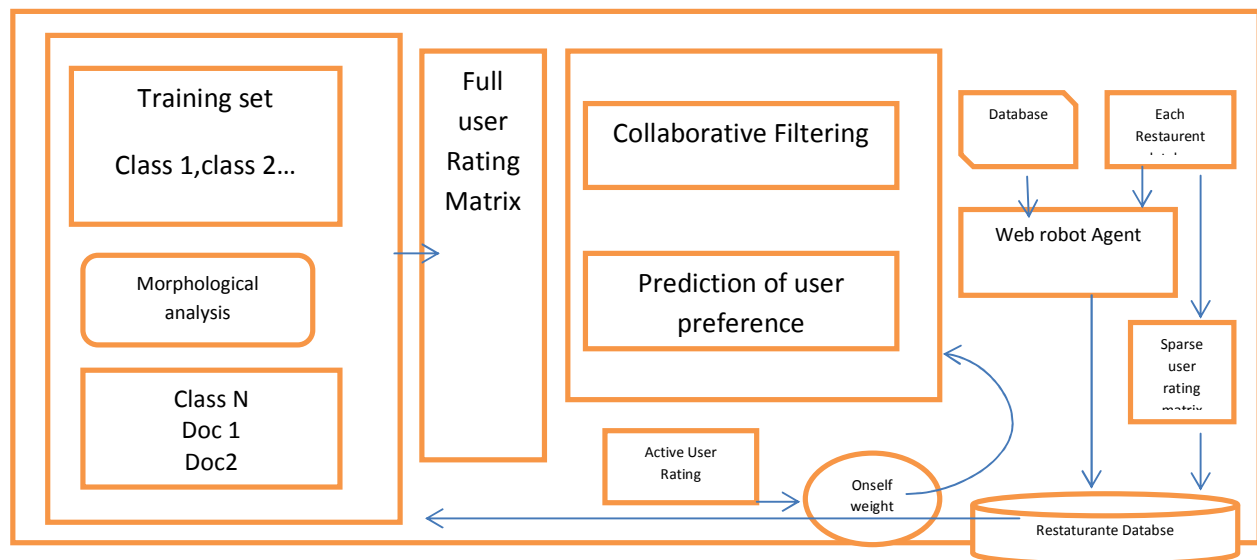 Training set
Class 1,class 2…
Morphological
analysis
Class N
Doc 1
Doc2
Full
user
Rating
Matrix
Collaborative Filtering
Prediction of user
preference
Database
Each
Restaurent
Web robot Agent
Sparse
user
rating
matrix
Active User
Rating
Onself
weight
Restaturante Databse